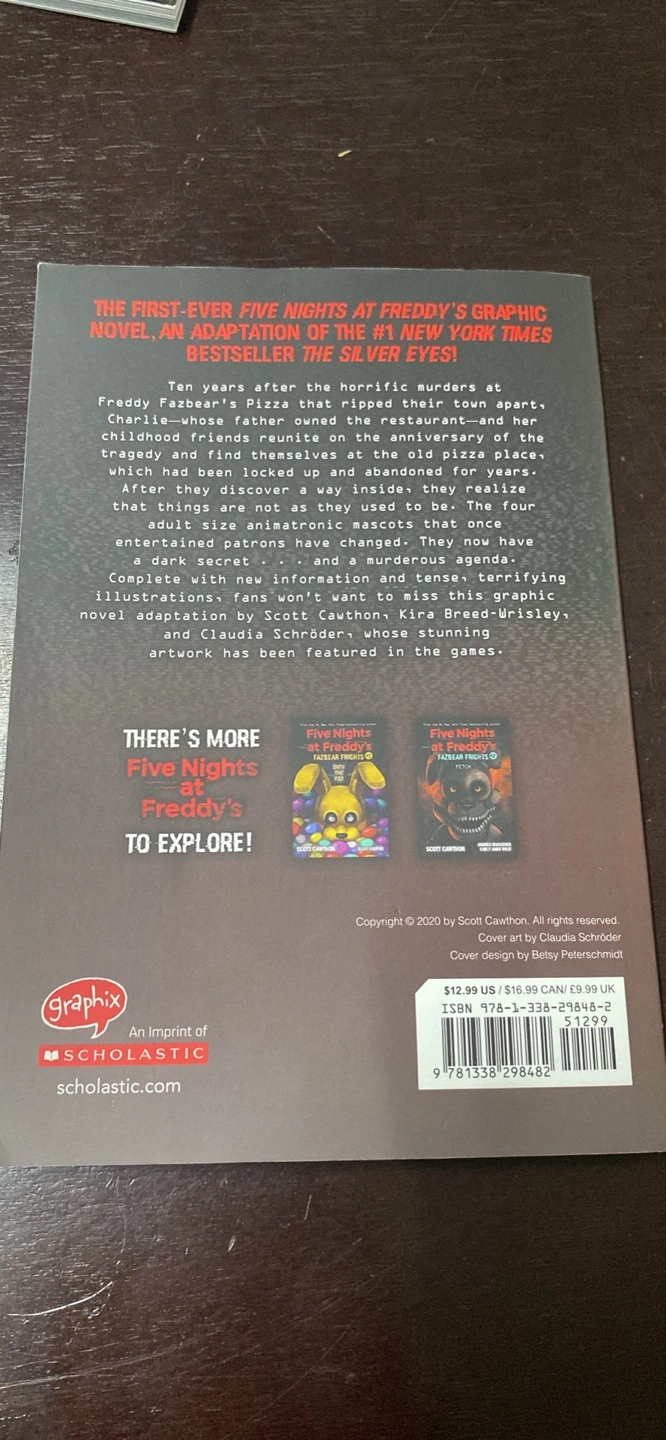 THE FIRST-EVER FIVE NIGHTS AT FREDDY'S GRAPHIC
NOVEL, AN ADAPTATION OF THE #1 NEW YORK TIMES
BESTSELLER THE SILVER EYES!
Ten years after the horrific murders at
Freddy Fazbear's Pizza that ripped their town apart,
Charlie—whose father owned the restaurant—and her
childhood friends reunite on the anniversary of the
tragedy and find themselves at the old pizza place,
which had been locked up and abandoned for years.
After they discover a way inside, they realize
that things are not as they used to be. The four
adult size animatronic mascots that once
entertained patrons have changed. They now have
a dark secret . . . and a murderous agenda.
Complete with new information and tense, terrifying
illustrations, fans won't want to miss this graphic
novel adaptation by Scott Cawthon, Kira Breed-Wrisley,
and Claudia Schröder, whose stunning
artwork has been featured in the games.
THERE'S MORE
Five Nights
at
Freddy's
TO EXPLORE!
Five Nights
at Freddy's
FAZBEAR FRIGHTS #1
INTO
THE
PIT
SCOTT CAWTHON
Five Nights
at Freddy's
FAZBEAR FRIGHTS #2
FETCH
SCOTT CAWTHON
Copyright © 2020 by Scott Cawthon. All rights reserved.
Cover art by Claudia Schröder
Cover design by Betsy Peterschmidt
graphix
An Imprint of
SCHOLASTIC
scholastic.com
$12.99 US / $16.99 CAN/ £9.99 UK
ISBN 978-1-338-29848-2
51299
9 781338 298482